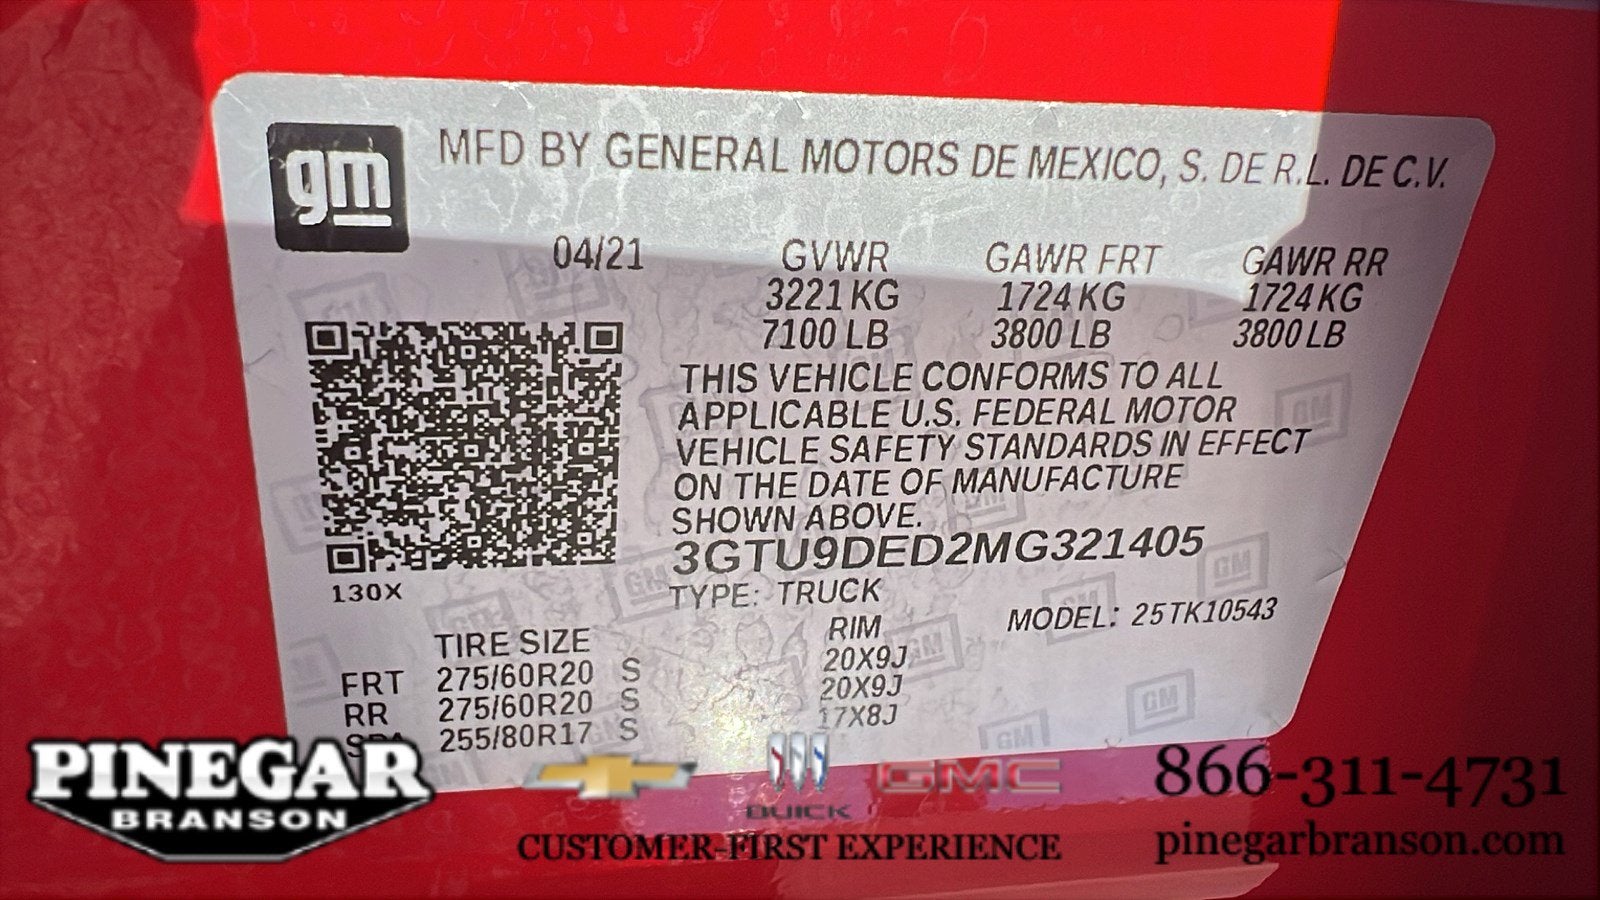 gm
MFD BY GENERAL MOTORS DE MEXICO, S. DE R.L. DE C.V.
04/21 GVWR GAWR FRT GAWR RR
3221 KG 1724 KG 1724 KG
7100 LB 3800 LB 3800 LB
THIS VEHICLE CONFORMS TO ALL
APPLICABLE U.S. FEDERAL MOTOR
VEHICLE SAFETY STANDARDS IN EFFECT
ON THE DATE OF MANUFACTURE
SHOWN ABOVE.
3GTU9DED2MG321405
130X
TYPE: TRUCK
MODEL: 25TK10543
TIRE SIZE RIM
FRT 275/60R20 S 20X9J
RR 275/60R20 S 20X9J
SPA 255/80R17 S 17X8J
PINEGAR
BRANSON
BUICK
GMC
CUSTOMER-FIRST EXPERIENCE
866-311-4731
pinegarbranson.com